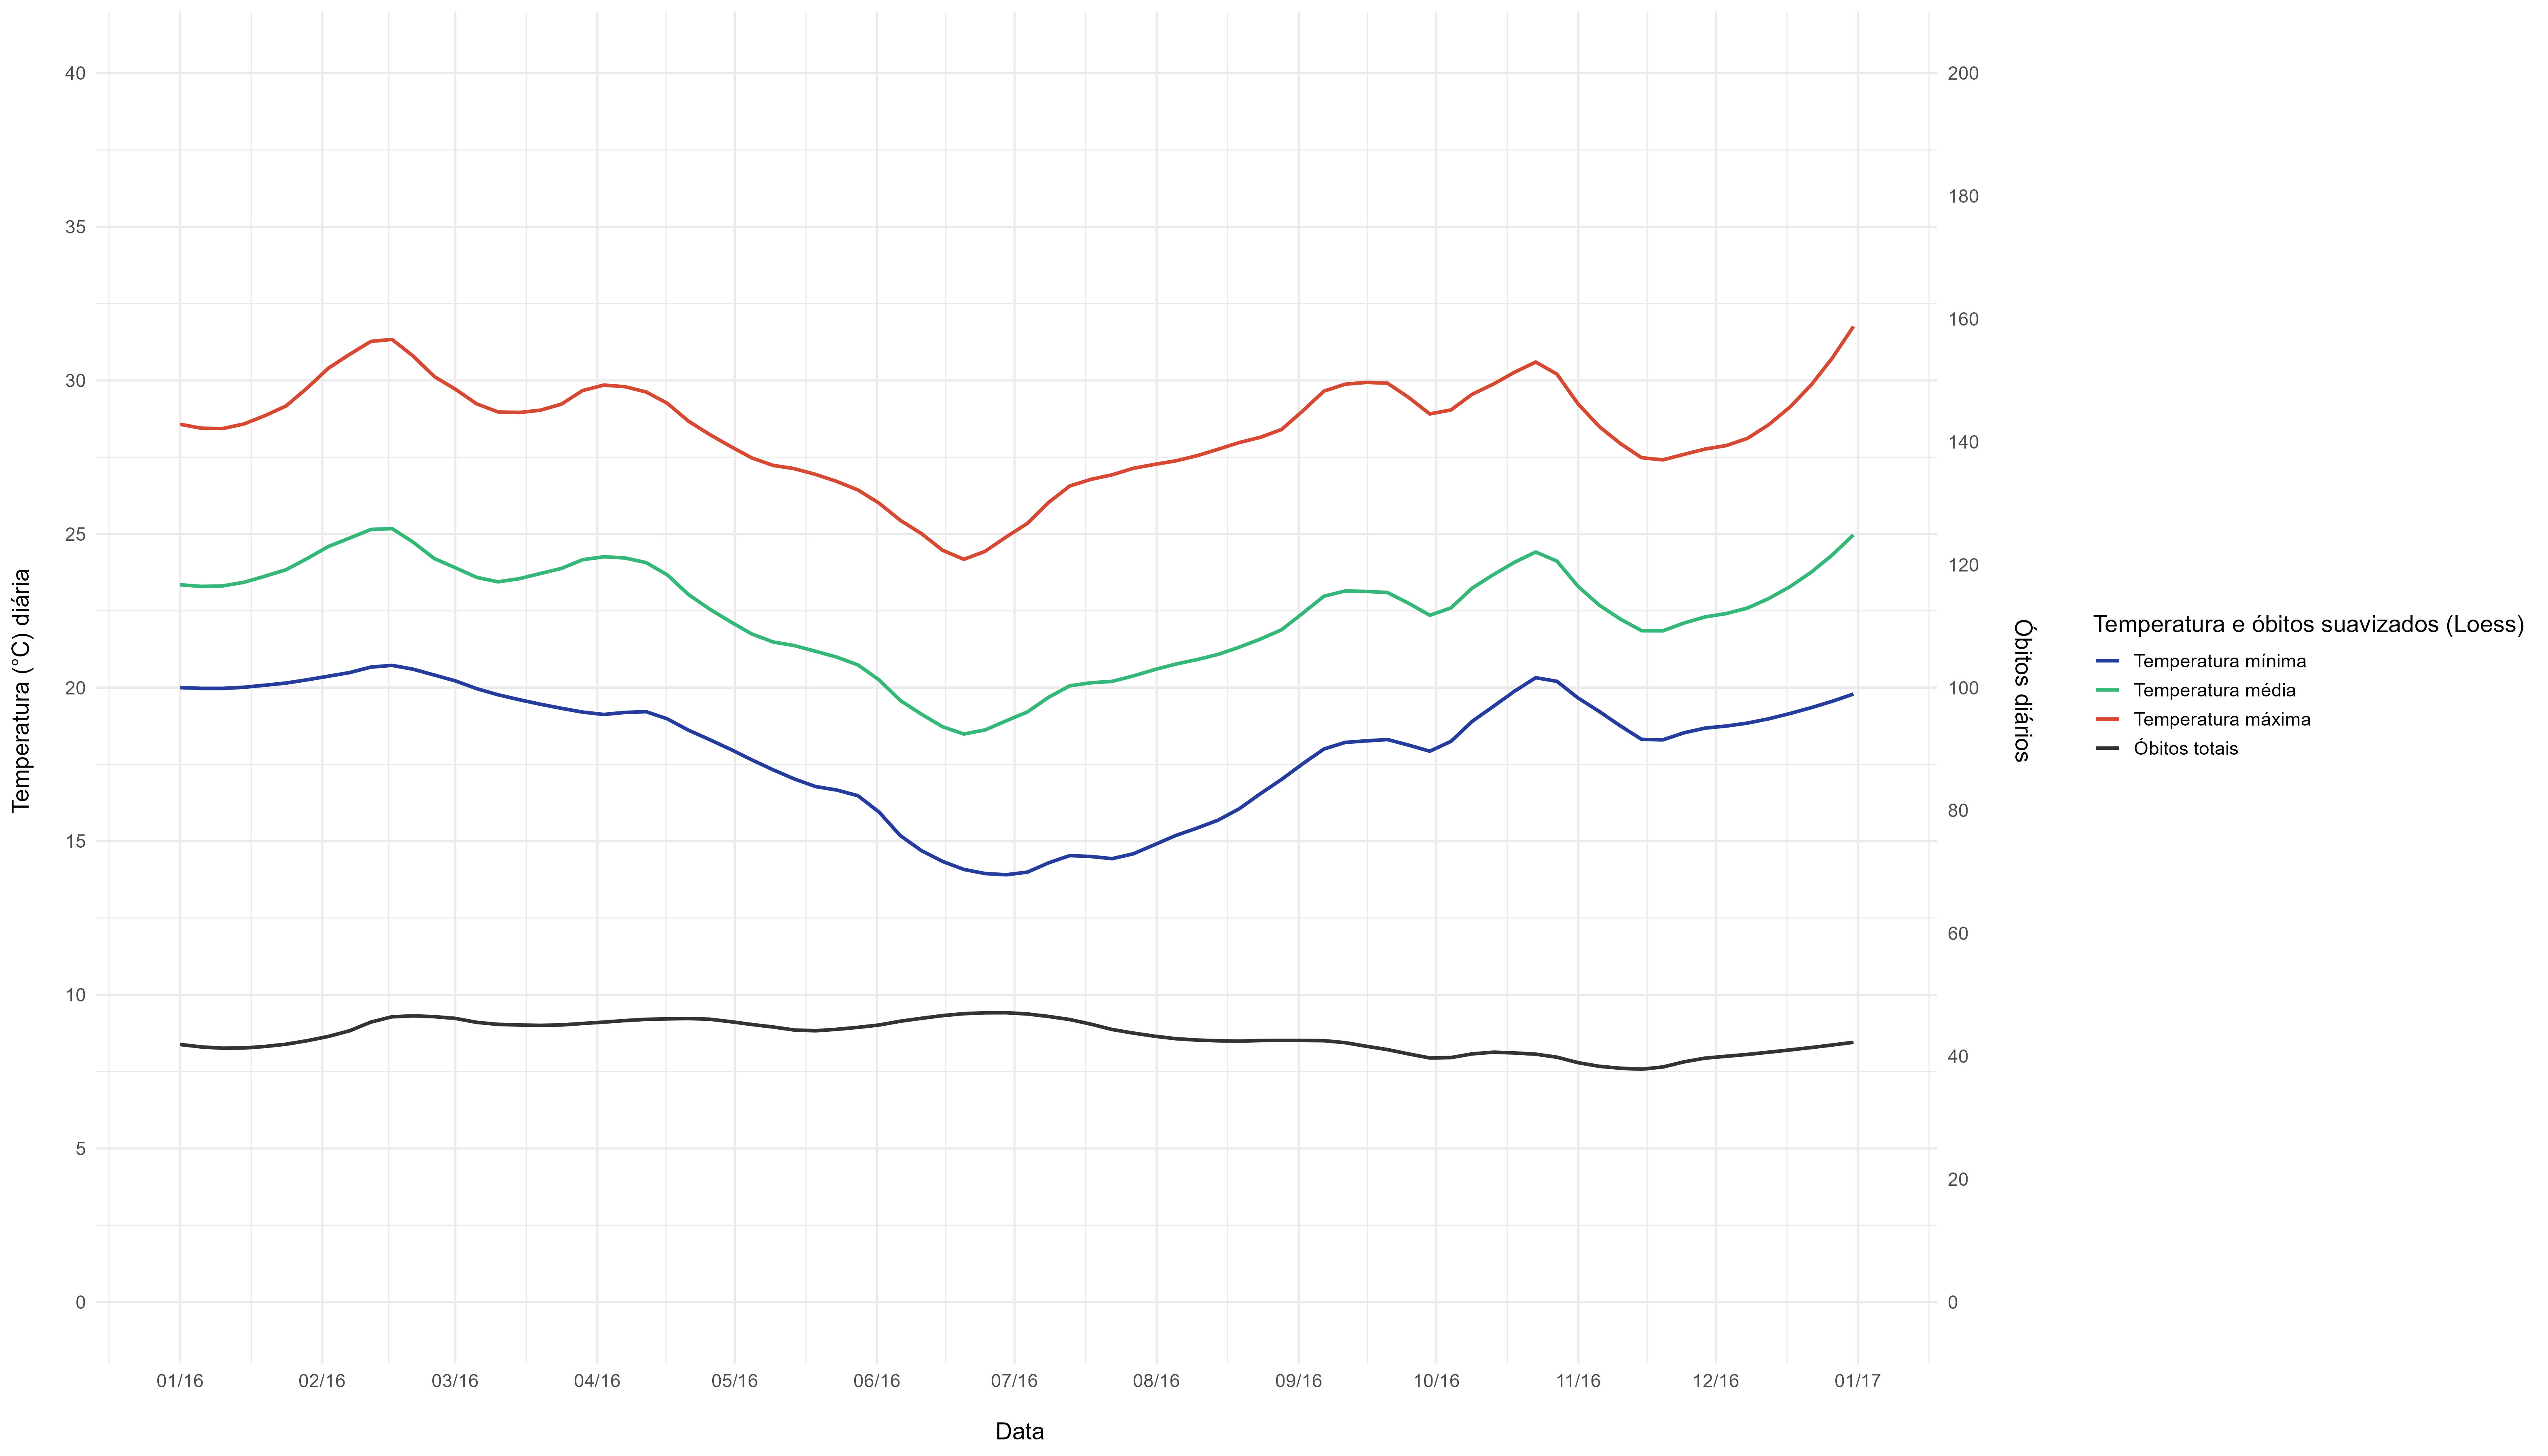 40
35
30
25
20
15
10
5
0
Temperatura (°C) diária
200
180
160
140
120
100
80
60
40
20
0
Óbitos diários
01/16 02/16 03/16 04/16 05/16 06/16 07/16 08/16 09/16 10/16 11/16 12/16 01/17
Data
Temperatura e óbitos suavizados (Loess)
Temperatura mínima
Temperatura média
Temperatura máxima
Óbitos totais